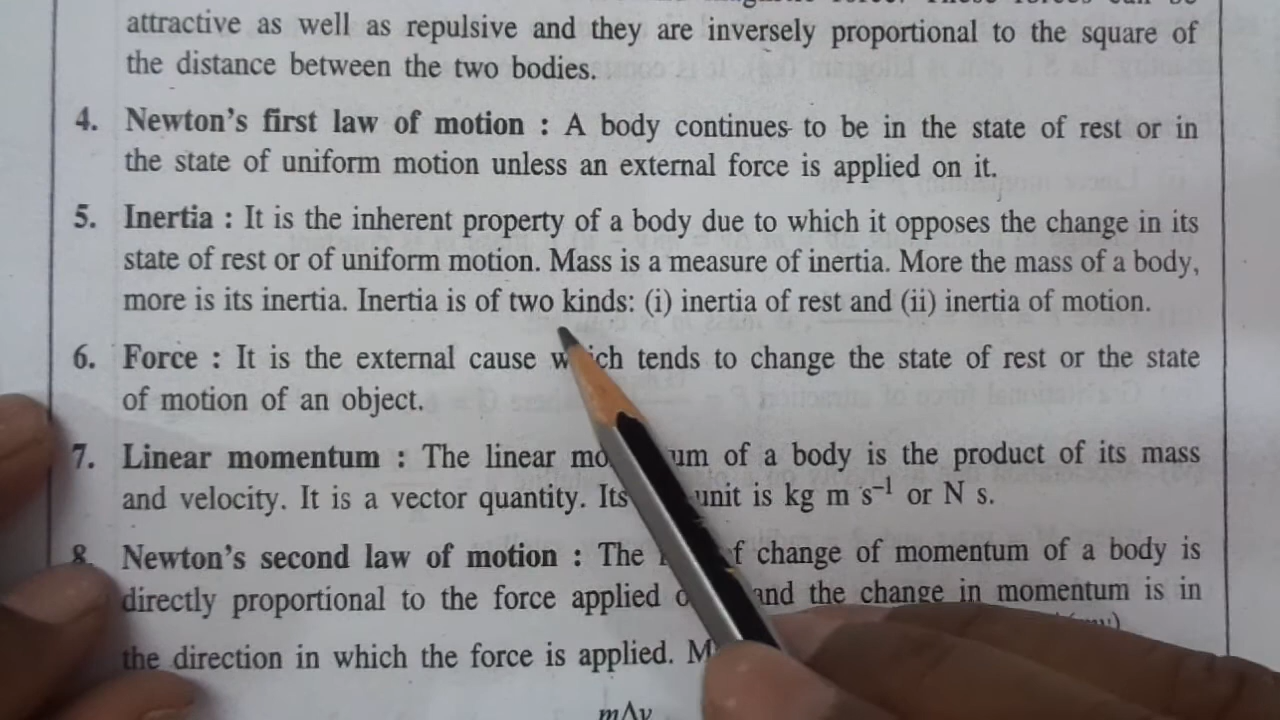 attractive as well as repulsive and they are inversely proportional to the square of
the distance between the two bodies.
4. Newton's first law of motion : A body continues to be in the state of rest or in
the state of uniform motion unless an external force is applied on it.
5. Inertia : It is the inherent property of a body due to which it opposes the change in its
state of rest or of uniform motion. Mass is a measure of inertia. More the mass of a body,
more is its inertia. Inertia is of two kinds: (i) inertia of rest and (ii) inertia of motion.
6. Force : It is the external cause which tends to change the state of rest or the state
of motion of an object.
7. Linear momentum : The linear mo um of a body is the product of its mass
and velocity. It is a vector quantity. Its unit is kg m s⁻¹ or N s.
8. Newton's second law of motion : The f change of momentum of a body is
directly proportional to the force applied and the change in momentum is in
the direction in which the force is applied.
mΔv